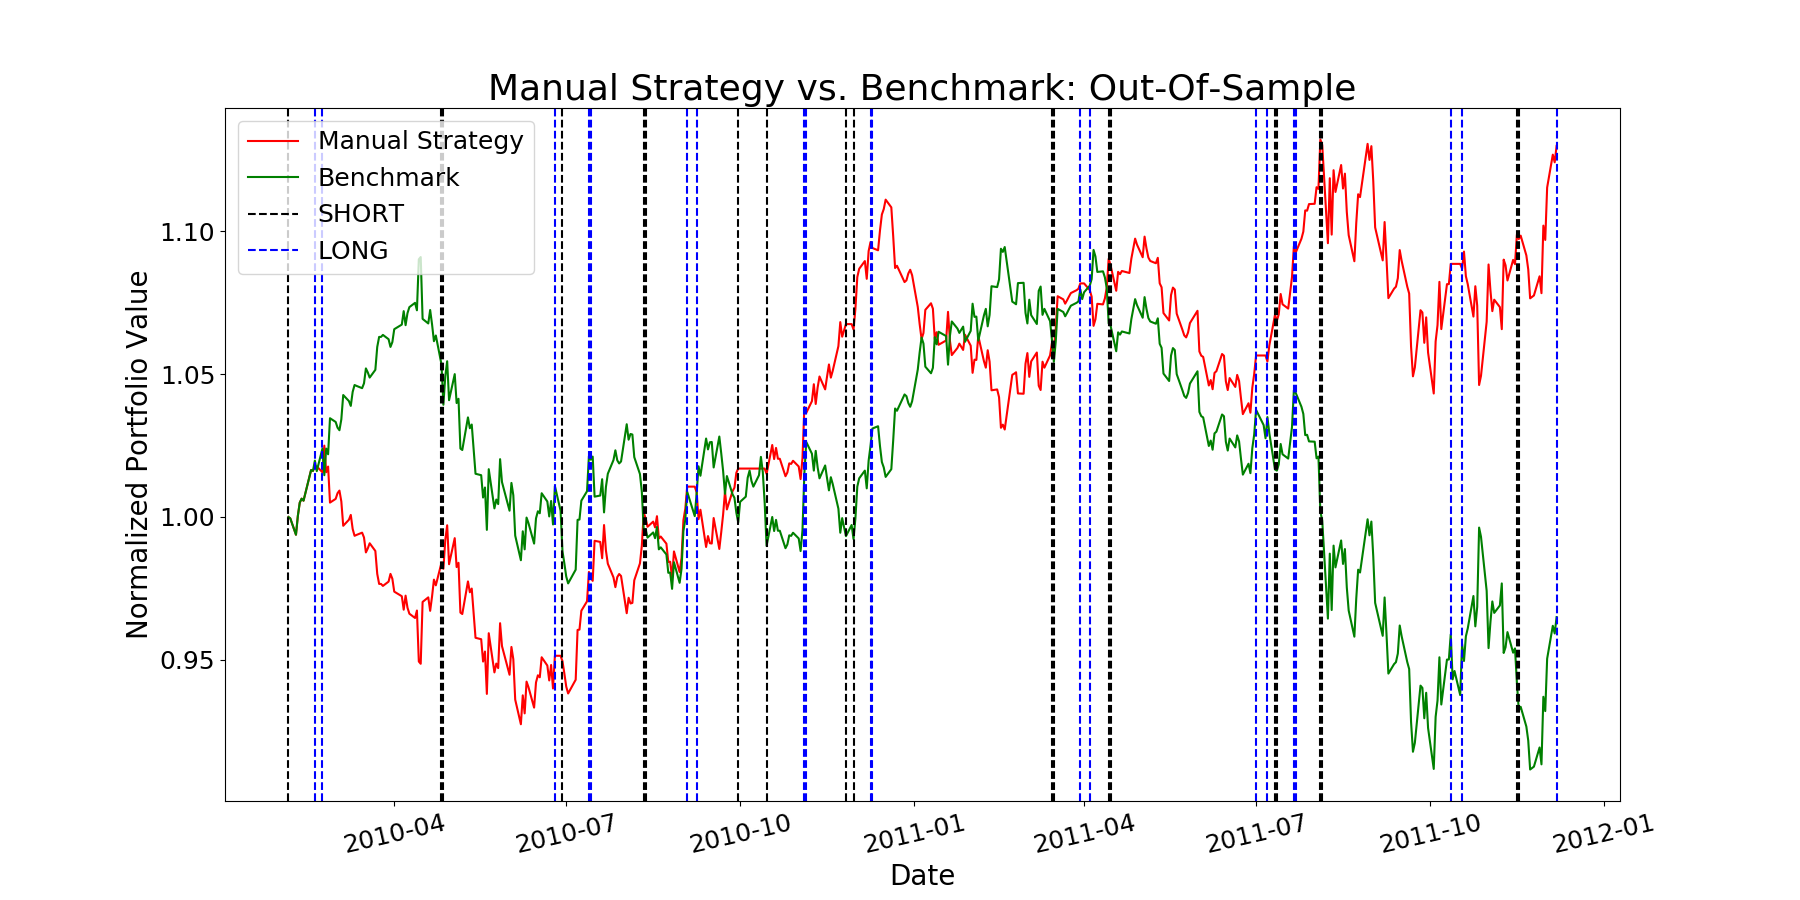 Manual Strategy vs. Benchmark: Out-Of-Sample
Manual Strategy
Benchmark
SHORT
LONG
Normalized Portfolio Value
1.10
1.05
1.00
0.95
2010-04
2010-07
2010-10
2011-01
2011-04
2011-07
2011-10
2012-01
Date